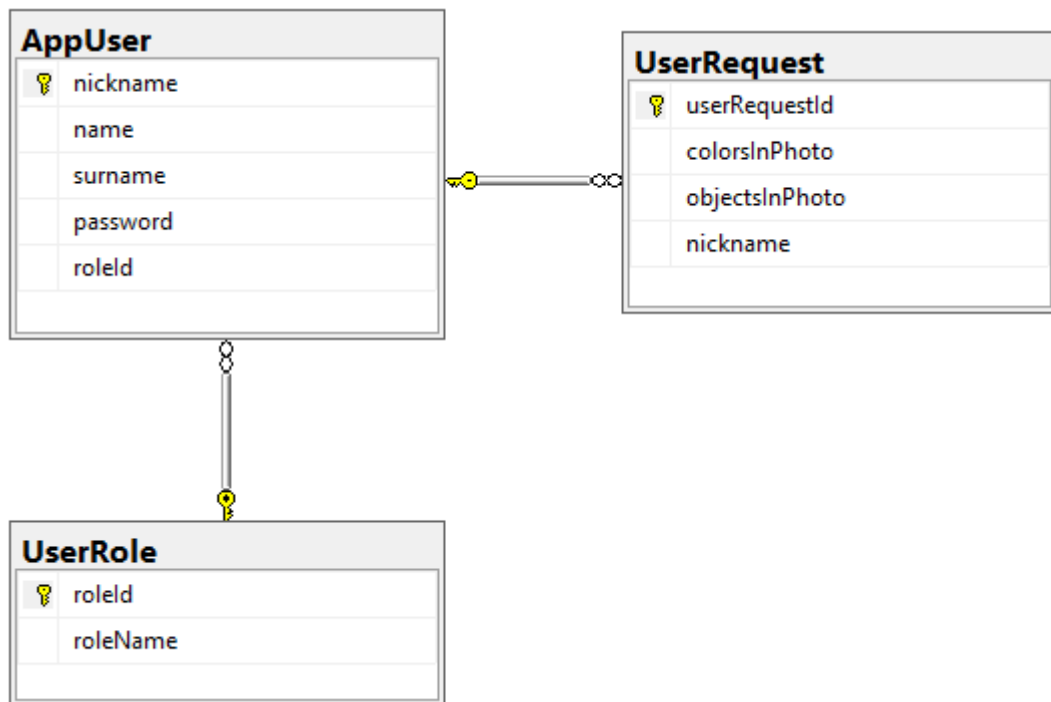 AppUser
nickname
name
surname
password
roleId
UserRequest
userRequestId
colorsInPhoto
objectsInPhoto
nickname
UserRole
roleId
roleName